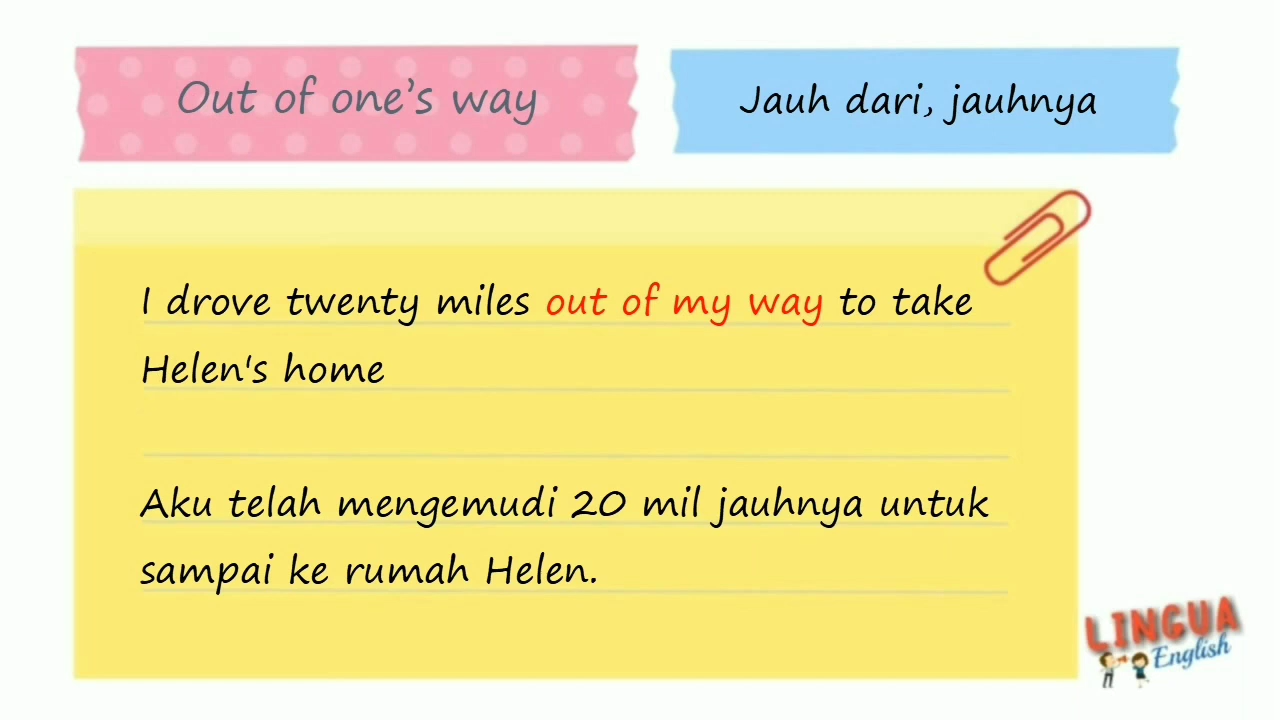 Out of one's way
Jauh dari, jauhnya
I drove twenty miles out of my way to take
Helen's home
Aku telah mengemudi 20 mil jauhnya untuk
sampai ke rumah Helen.
LINGUA
English